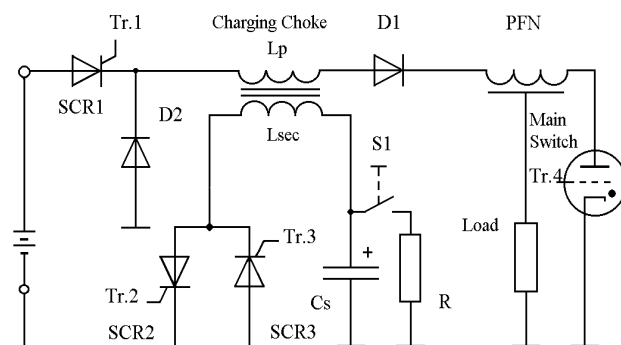 Tr.1
Charging Choke
Lp
D1
PFN
SCR1
D2
Lsec
S1
Main
Switch
Tr.4
Tr.3
Load
+
Tr.2
Cs
R
SCR2
SCR3